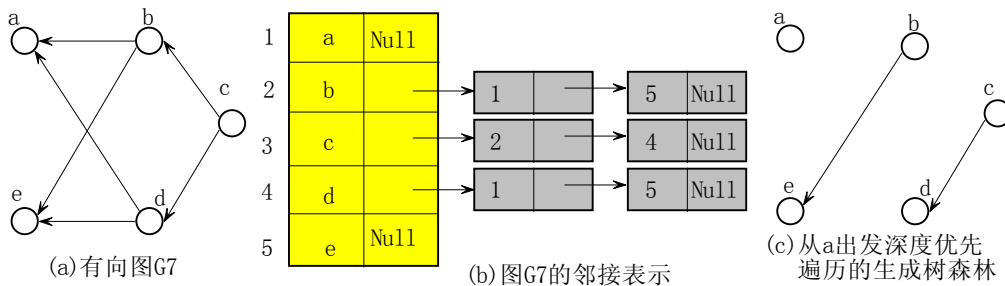 a
b
c
e
d
(a)有向图G7
1 a Null
2 b 1 5 Null
3 c 2 4 Null
4 d 1 5 Null
5 e Null
(b)图G7的邻接表示
a
b
c
e
d
(c)从a出发深度优先
遍历的生成树森林